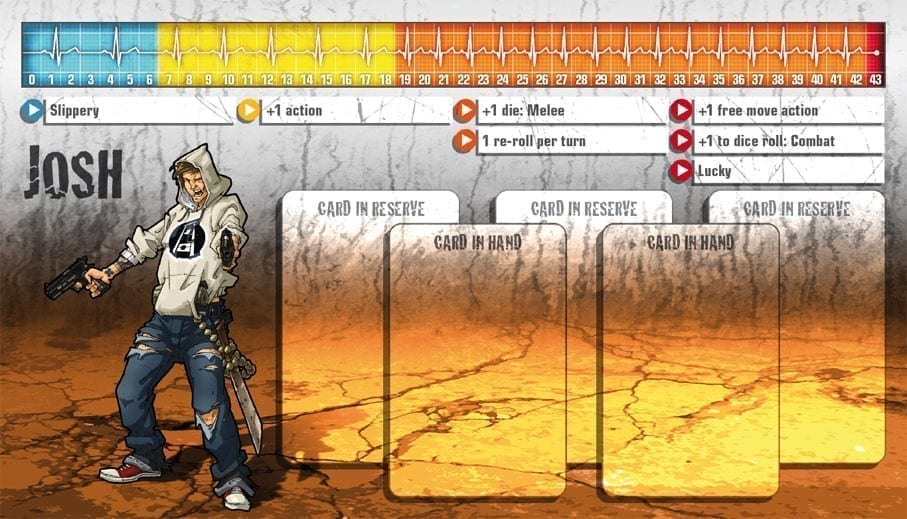 0 1 2 3 4 5 6 7 8 9 10 11 12 13 14 15 16 17 18 19 20 21 22 23 24 25 26 27 28 29 30 31 32 33 34 35 36 37 38 39 40 41 42 43
Slippery
+1 action
+1 die: Melee
+1 free move action
1 re-roll per turn
+1 to dice roll: Combat
Lucky
JOSH
CARD IN RESERVE
CARD IN RESERVE
CARD IN RESERVE
CARD IN HAND
CARD IN HAND